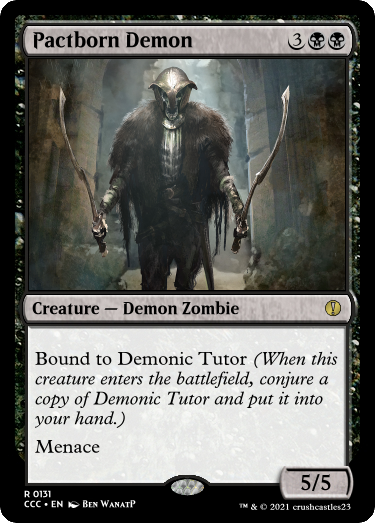 Pactborn Demon 3
Creature — Demon Zombie
Bound to Demonic Tutor (When this
creature enters the battlefield, conjure a
copy of Demonic Tutor and put it into
your hand.)
Menace
5/5
R 0131
CCC • EN Ben WanatP
™ & © 2021 crushcastles23